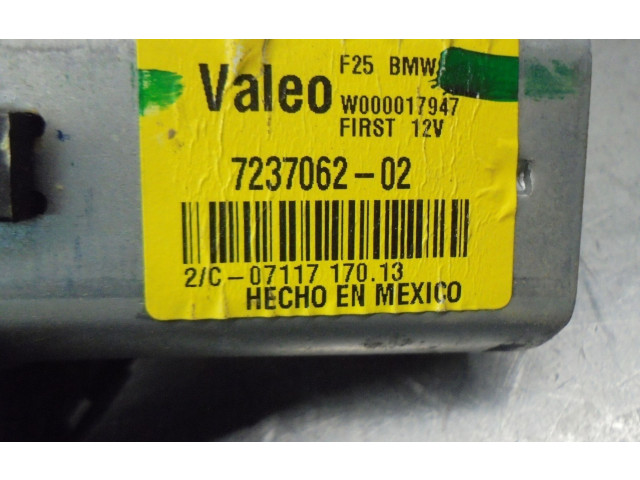 Valeo F25 BMW
W000017947
FIRST 12V
7237062-02
2/C-07117 170.13
HECHO EN MEXICO